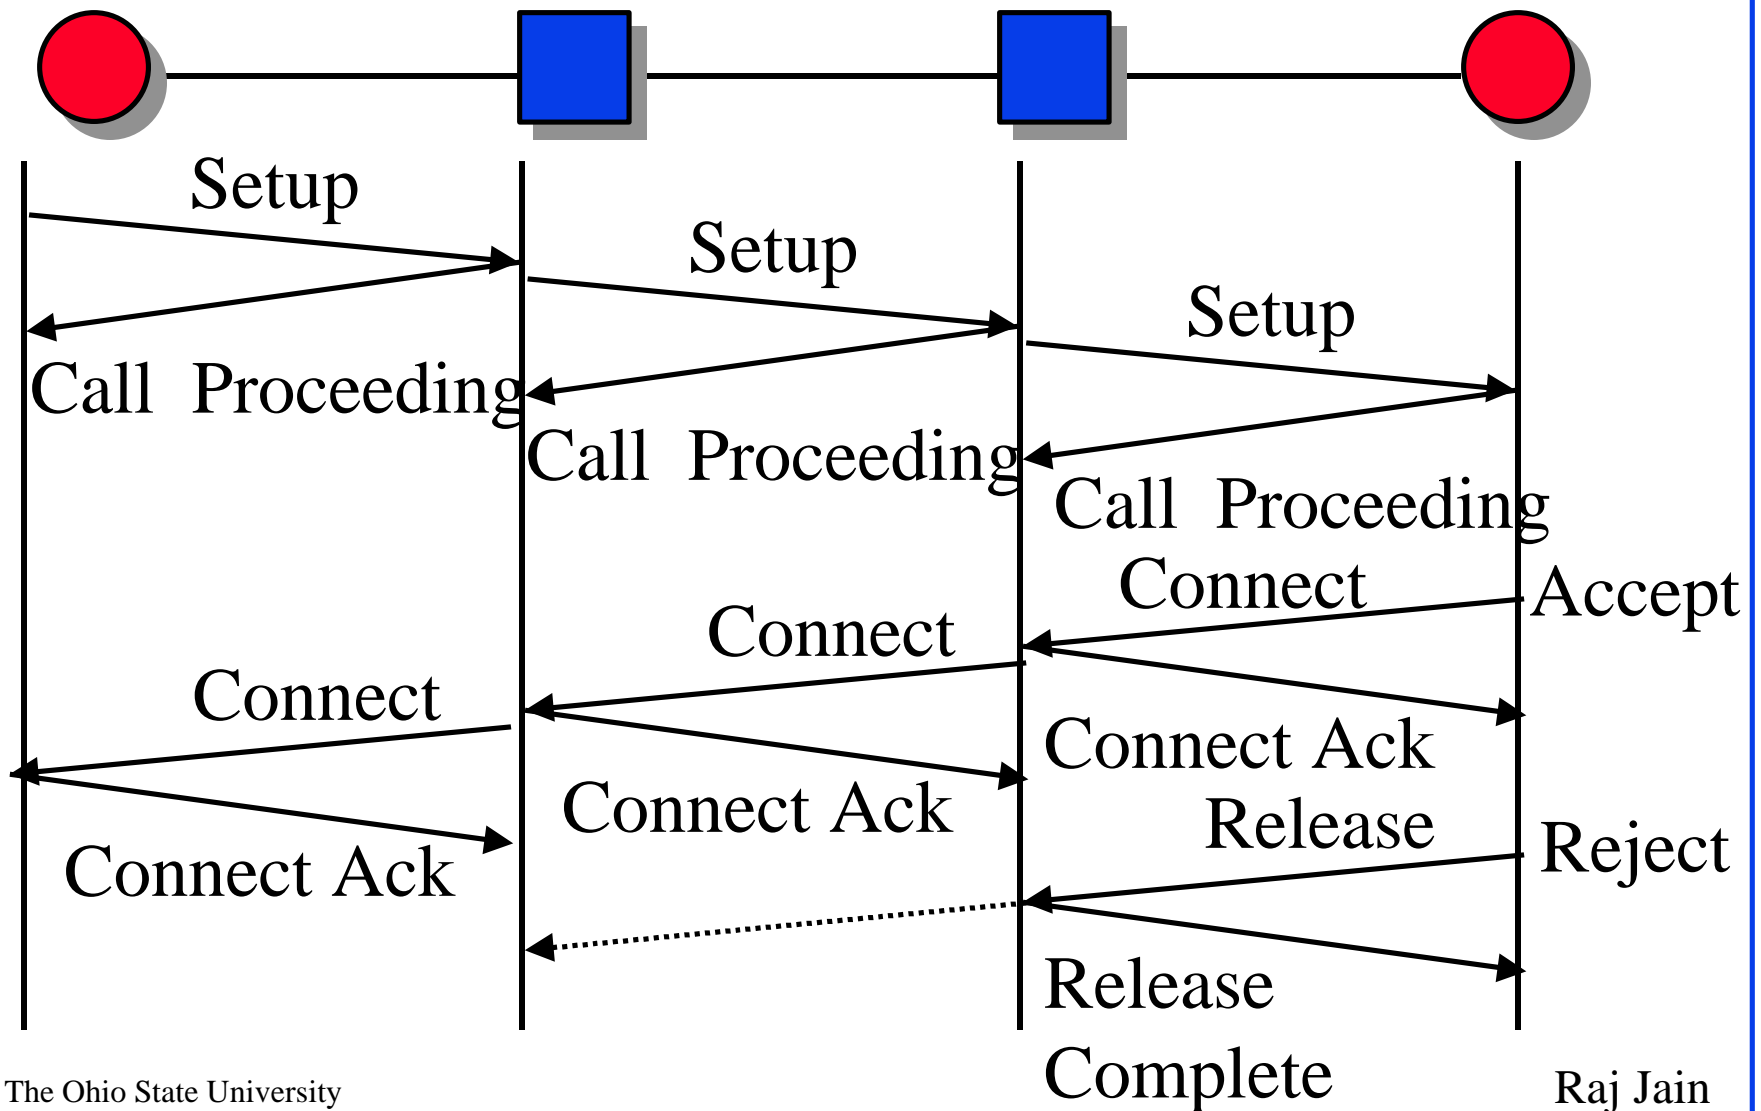 Setup
Setup
Setup
Call Proceeding
Call Proceeding
Call Proceeding
Connect
Accept
Connect
Connect
Connect Ack
Connect Ack
Release
Reject
Connect Ack
Release
Complete
The Ohio State University
Raj Jain